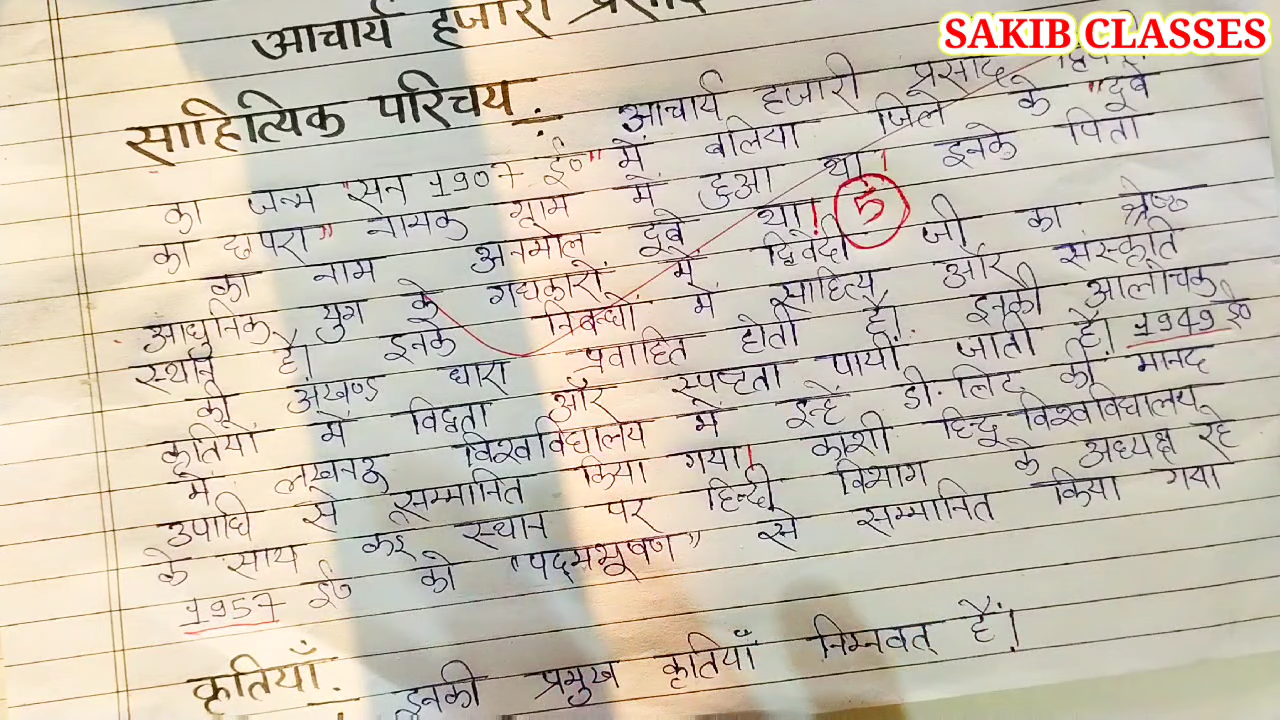 SAKIB CLASSES
आचार्य हजारी प्रसाद
साहित्यिक परिचय :- आचार्य हजारी प्रसाद
का जन्म "सन 1907 ई०" में बलिया जिले के "दूबे
का छपरा" नामक ग्राम में हुआ था। इनके पिता
का नाम अनमोल दूबे था। 5
आधुनिक युग के गद्यकारों में द्विवेदी जी का श्रेष्ठ
स्थान है। इनके निबन्धों में साहित्य और संस्कृति
की अखण्ड धारा प्रवाहित होती है। इनकी आलोचक
कृतियों में विद्वता और स्पष्टता पायी जाती है। 1949 ई०
में लखनऊ विश्वविद्यालय में इन्हें डी.लिट् की मानद
उपाधि से सम्मानित किया गया। काशी हिन्दू विश्वविद्यालय
के साथ कई स्थान पर हिन्दी विभाग के अध्यक्ष रहे
1957 ई० को "पद्मभूषण" से सम्मानित किया गया
कृतियाँ :- इनकी प्रमुख कृतियाँ निम्नवत् हैं।